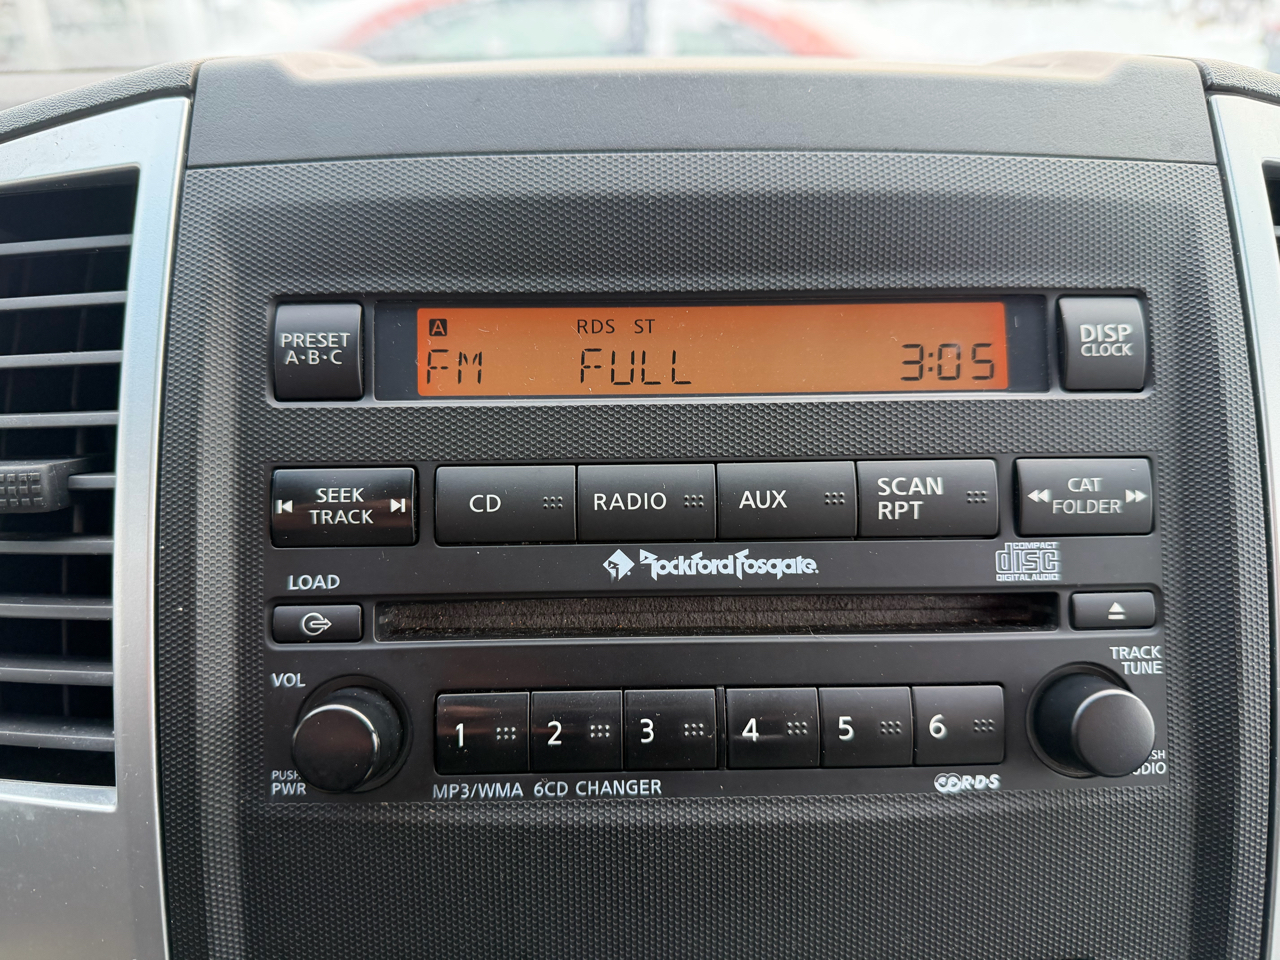 PRESET
A·B·C
A RDS ST
FM FULL 3:05
DISP
CLOCK
SEEK
TRACK
CD
RADIO
AUX
SCAN
RPT
CAT
FOLDER
Rockford Fosgate
COMPACT
disc
DIGITAL AUDIO
LOAD
VOL
PUSH
PWR
1 2 3 4 5 6
TRACK
TUNE
MP3/WMA 6CD CHANGER
R·D·S